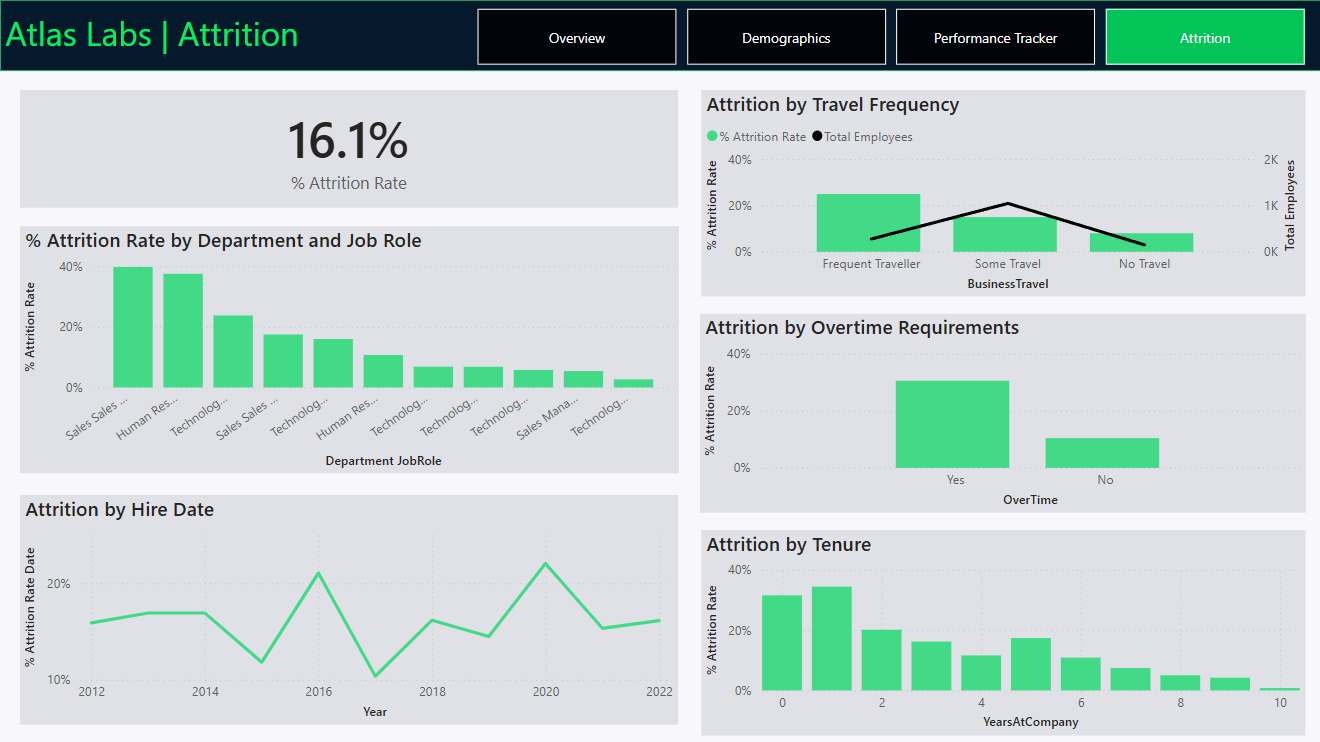 Atlas Labs | Attrition
Overview
Demographics
Performance Tracker
Attrition
16.1%
% Attrition Rate
% Attrition Rate by Department and Job Role
% Attrition Rate
40%
20%
0%
Sales Sales ...
Human Res...
Technolog...
Sales Sales ...
Technolog...
Human Res...
Technolog...
Technolog...
Technolog...
Sales Mana...
Technolog...
Department JobRole
Attrition by Hire Date
% Attrition Rate Date
20%
10%
2012 2014 2016 2018 2020 2022
Year
Attrition by Travel Frequency
% Attrition Rate Total Employees
% Attrition Rate
40%
20%
0%
2K
1K
0K
Total Employees
Frequent Traveller Some Travel No Travel
BusinessTravel
Attrition by Overtime Requirements
% Attrition Rate
40%
20%
0%
Yes No
OverTime
Attrition by Tenure
% Attrition Rate
40%
20%
0%
0 2 4 6 8 10
YearsAtCompany